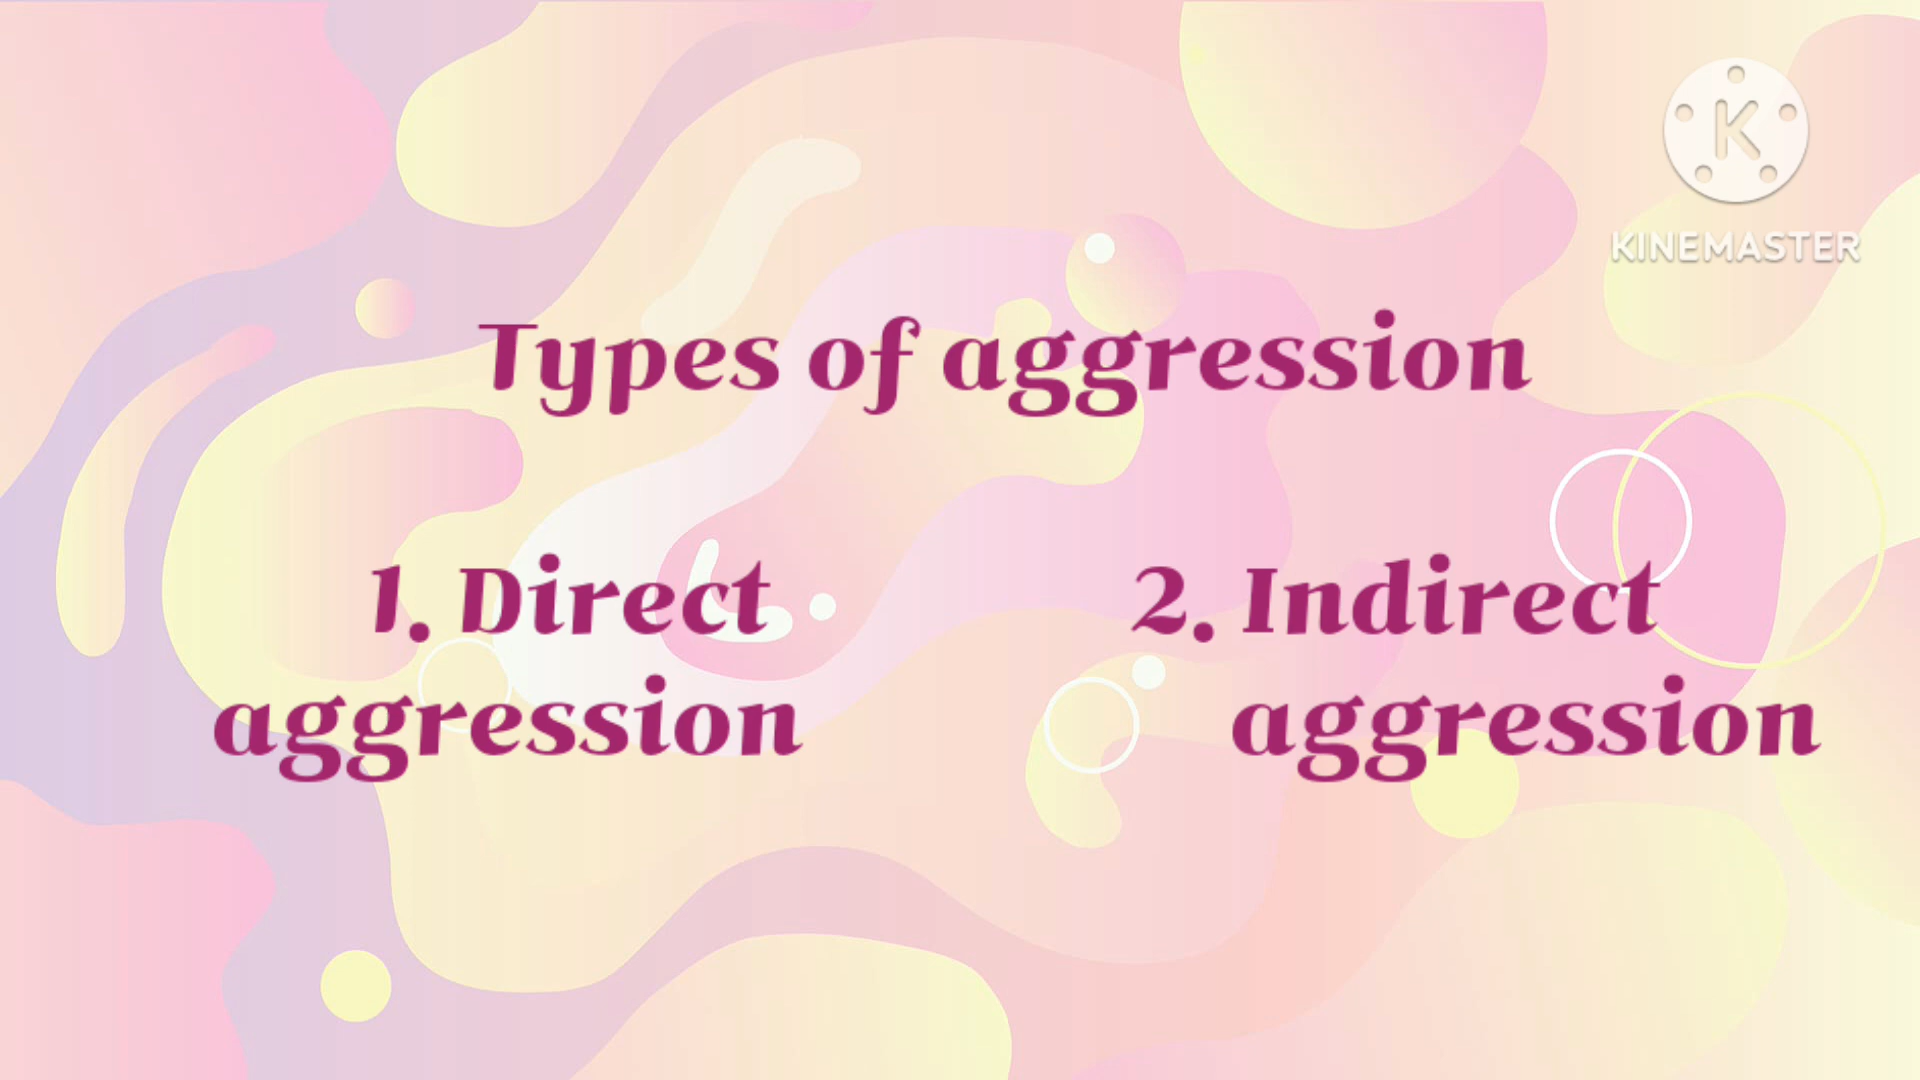 K
KINEMASTER
Types of aggression
1. Direct
aggression
2. Indirect
aggression